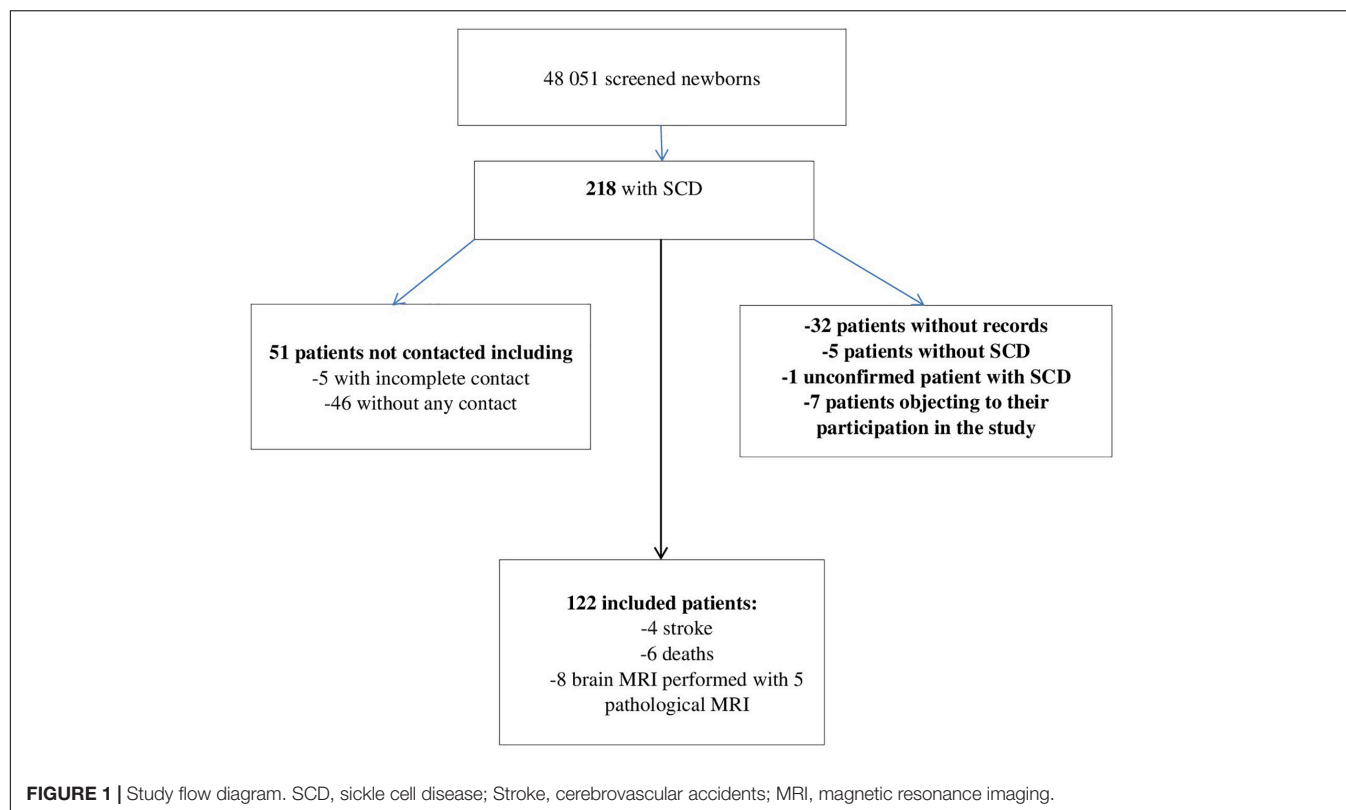 48 051 screened newborns
218 with SCD
51 patients not contacted including
-5 with incomplete contact
-46 without any contact
-32 patients without records
-5 patients without SCD
-1 unconfirmed patient with SCD
-7 patients objecting to their
participation in the study
122 included patients:
-4 stroke
-6 deaths
-8 brain MRI performed with 5
pathological MRI
FIGURE 1 | Study flow diagram. SCD, sickle cell disease; Stroke, cerebrovascular accidents; MRI, magnetic resonance imaging.